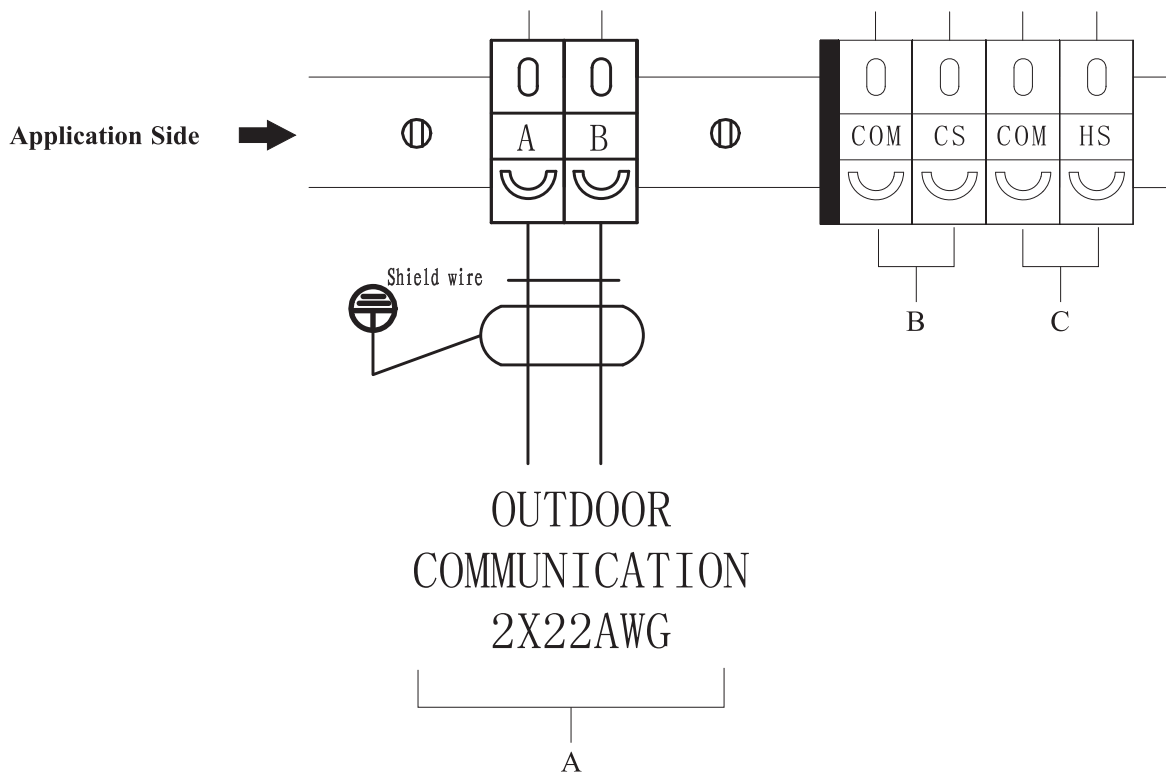 Application Side
A B
COM CS COM HS
Shield wire
B C
OUTDOOR
COMMUNICATION
2X22AWG
A